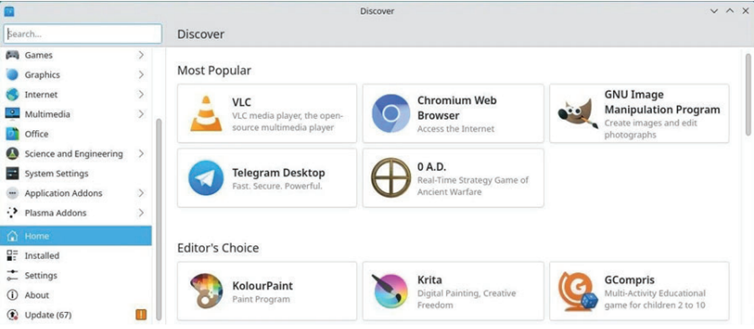 Discover
Search...
Discover
Games
Graphics
Internet
Multimedia
Office
Science and Engineering
System Settings
Application Addons
Plasma Addons
Home
Installed
Settings
About
Update (67)
Most Popular
VLC
VLC media player, the open-
source multimedia player
Chromium Web
Browser
Access the Internet
GNU Image
Manipulation Program
Create images and edit
photographs
Telegram Desktop
Fast. Secure. Powerful.
0 A.D.
Real-Time Strategy Game of
Ancient Warfare
Editor's Choice
KolourPaint
Paint Program
Krita
Digital Painting, Creative
Freedom
GCompris
Multi-Activity Educational
game for children 2 to 10